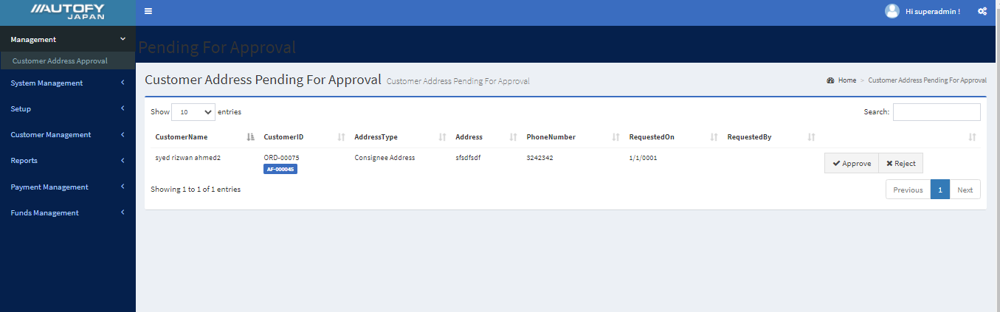 //AUTOFY
JAPAN
Hi superadmin !
Management
Customer Address Approval
System Management
Setup
Customer Management
Reports
Payment Management
Funds Management
Pending For Approval
Customer Address Pending For Approval Customer Address Pending For Approval
Home > Customer Address Pending For Approval
Show 10 entries
Search:
CustomerName CustomerID AddressType Address PhoneNumber RequestedOn RequestedBy
syed rizwan ahmed2 ORD-00075 Consignee Address sfsdfsdf 3242342 1/1/0001
AF-000045
Approve Reject
Showing 1 to 1 of 1 entries
Previous 1 Next